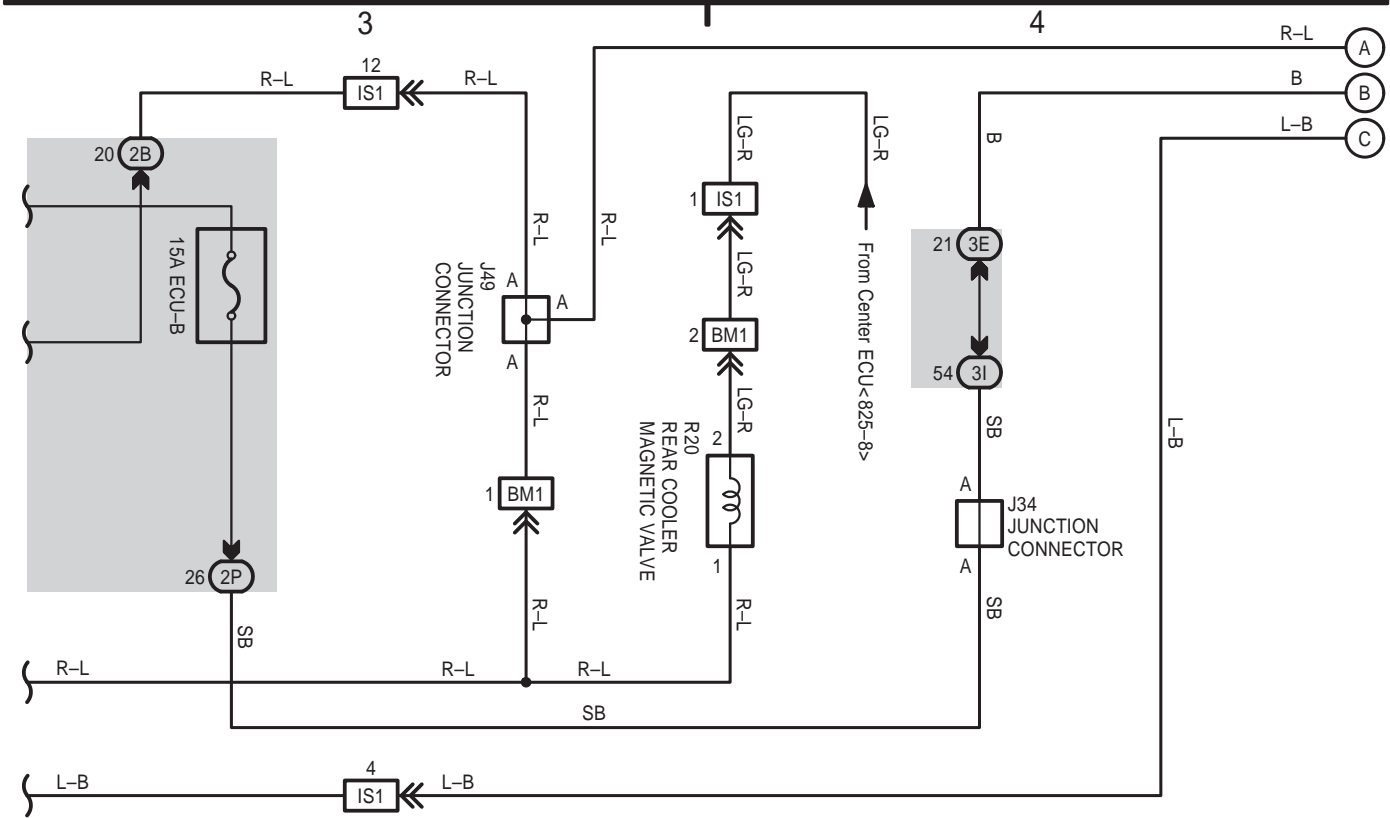 3
4
R–L
A
12
R–L
IS1
R–L
B
B
L–B
C
20
2B
LG–R
LG–R
B
1
IS1
R–L
R–L
21
3E
15A ECU–B
J49
JUNCTION
CONNECTOR
A
A
A
LG–R
From Center ECU<825–8>
2
BM1
54
3I
R–L
LG–R
SB
L–B
R20
REAR COOLER
MAGNETIC VALVE
2
1
1
BM1
A
J34
JUNCTION
CONNECTOR
A
26
2P
SB
R–L
R–L
SB
R–L
R–L
R–L
SB
4
L–B
IS1
L–B